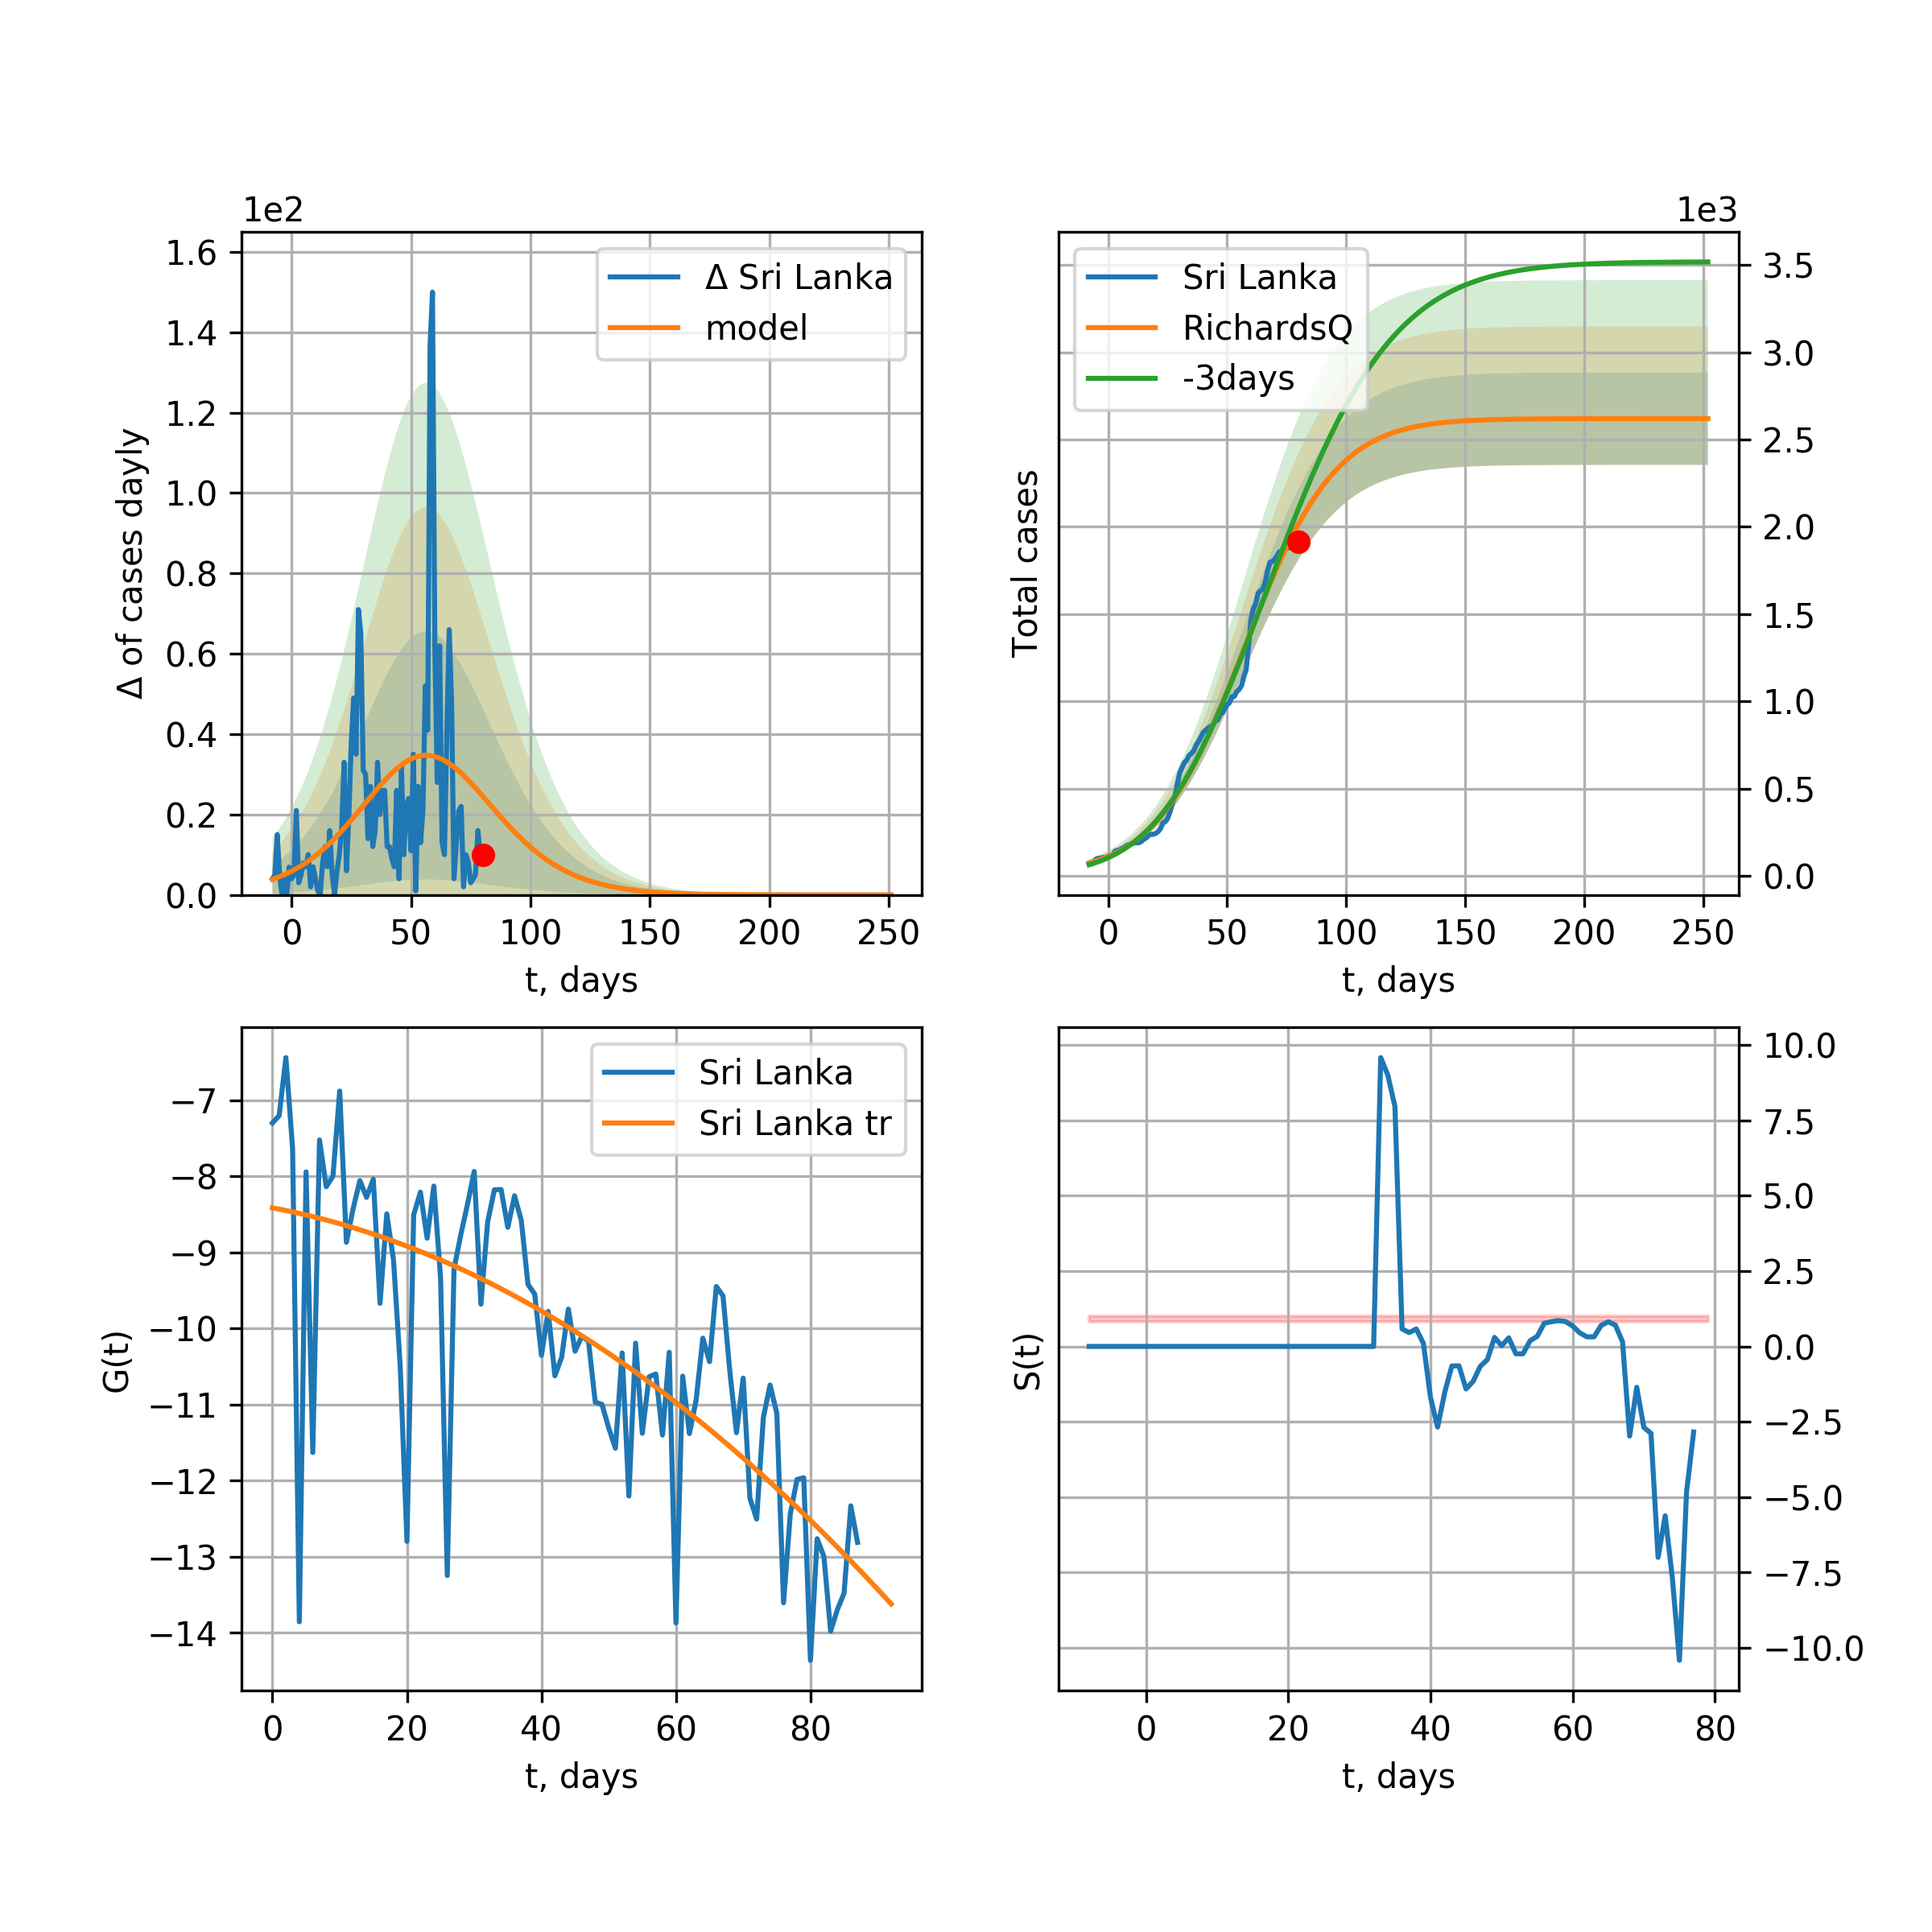 1e2
1.6
1.4
1.2
1.0
0.8
0.6
0.4
0.2
0.0
Δ of cases dayly
Δ Sri Lanka
model
0 50 100 150 200 250
t, days
1e3
3.5
3.0
2.5
2.0
1.5
1.0
0.5
0.0
Total cases
Sri Lanka
RichardsQ
-3days
0 50 100 150 200 250
t, days
−7
−8
−9
−10
−11
−12
−13
−14
G(t)
Sri Lanka
Sri Lanka tr
0 20 40 60 80
t, days
10.0
7.5
5.0
2.5
0.0
−2.5
−5.0
−7.5
−10.0
S(t)
0 20 40 60 80
t, days